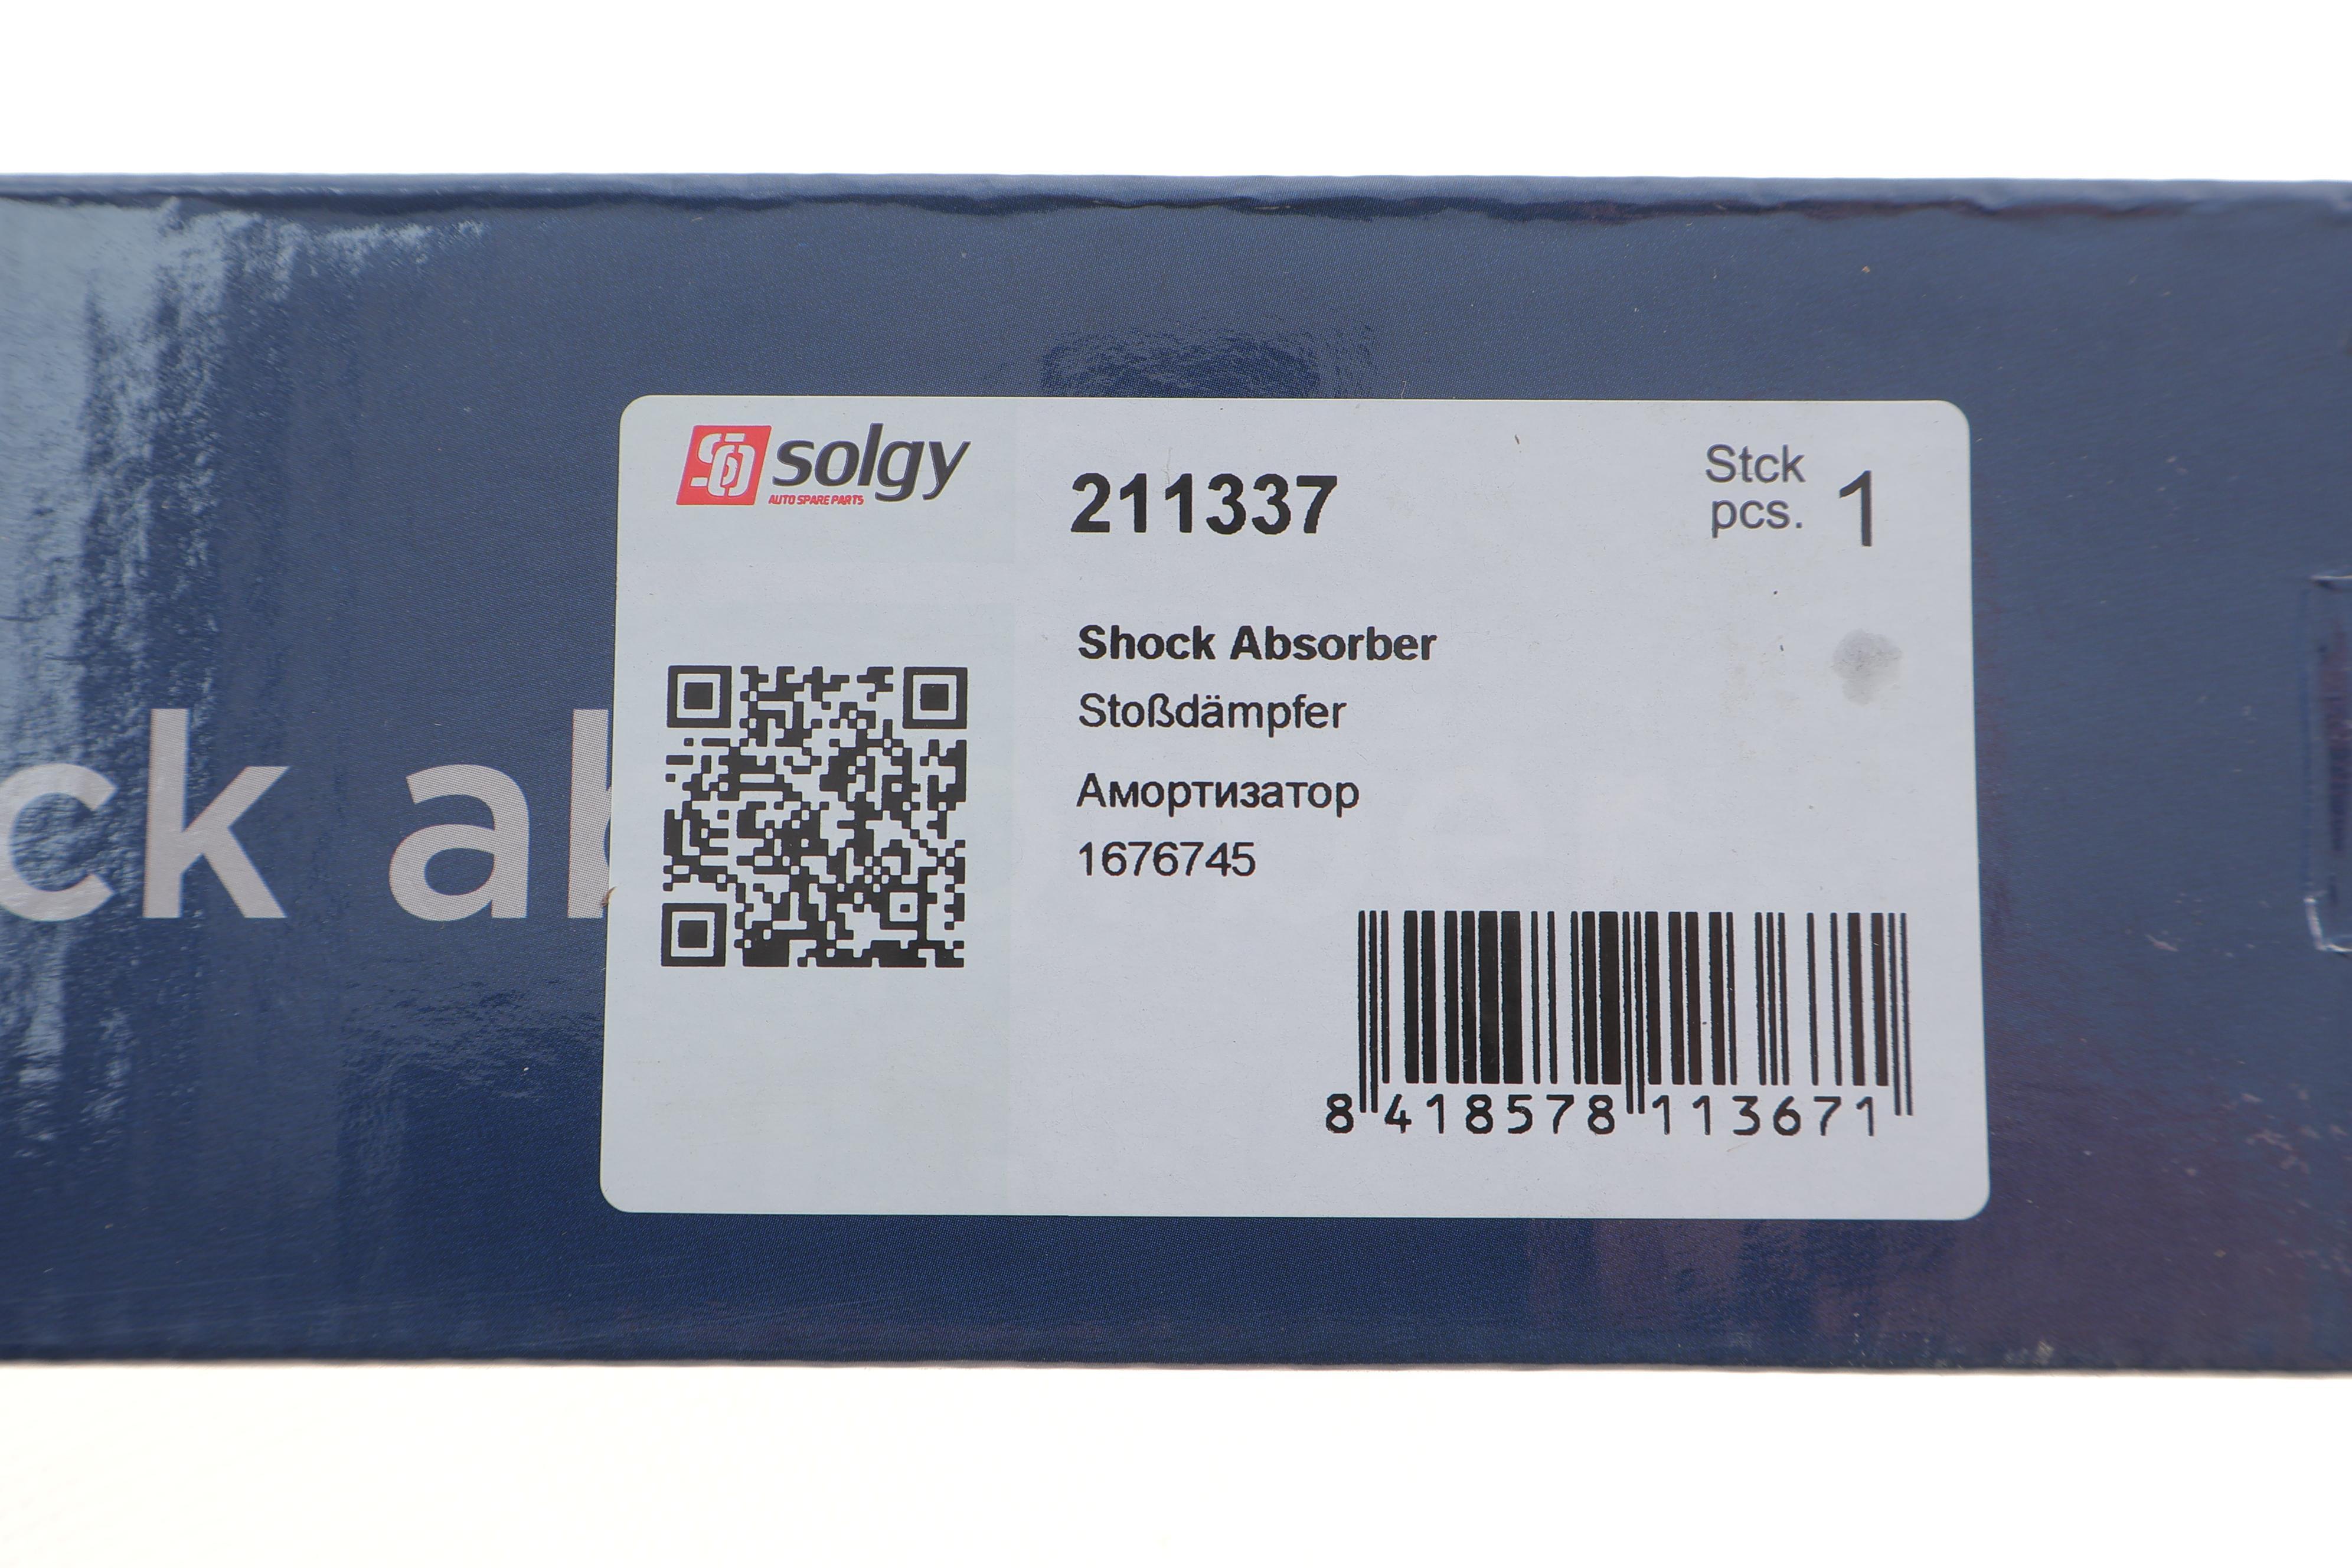 solgy
AUTO SPARE PARTS
211337
Stck
pcs. 1
Shock Absorber
Stoßdämpfer
Амортизатор
1676745
ck ab
8 418578 113671